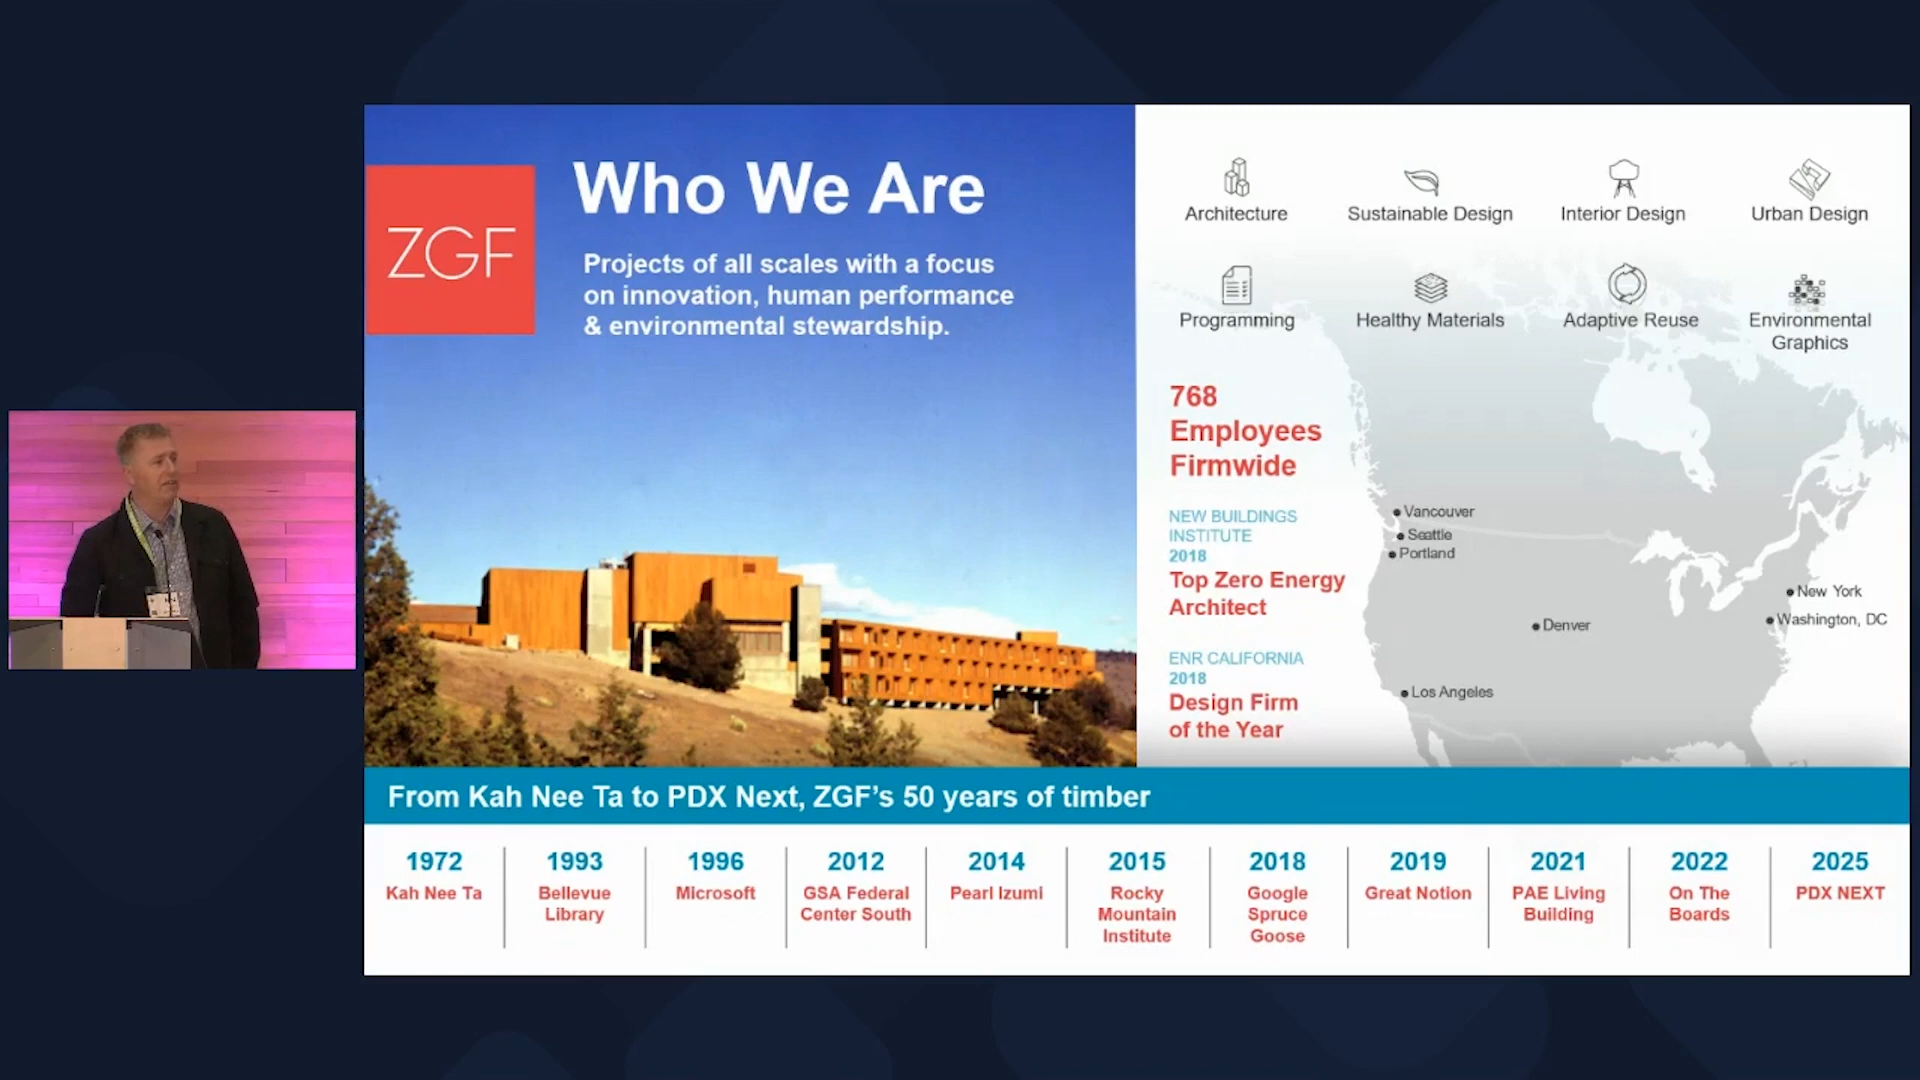 ZGF
Who We Are
Projects of all scales with a focus
on innovation, human performance
& environmental stewardship.
Architecture
Sustainable Design
Interior Design
Urban Design
Programming
Healthy Materials
Adaptive Reuse
Environmental
Graphics
768
Employees
Firmwide
NEW BUILDINGS
INSTITUTE
2018
Top Zero Energy
Architect
ENR CALIFORNIA
2018
Design Firm
of the Year
Vancouver
Seattle
Portland
New York
Washington, DC
Denver
Los Angeles
From Kah Nee Ta to PDX Next, ZGF’s 50 years of timber
1972
Kah Nee Ta
1993
Bellevue
Library
1996
Microsoft
2012
GSA Federal
Center South
2014
Pearl Izumi
2015
Rocky
Mountain
Institute
2018
Google
Spruce
Goose
2019
Great Notion
2021
PAE Living
Building
2022
On The
Boards
2025
PDX NEXT